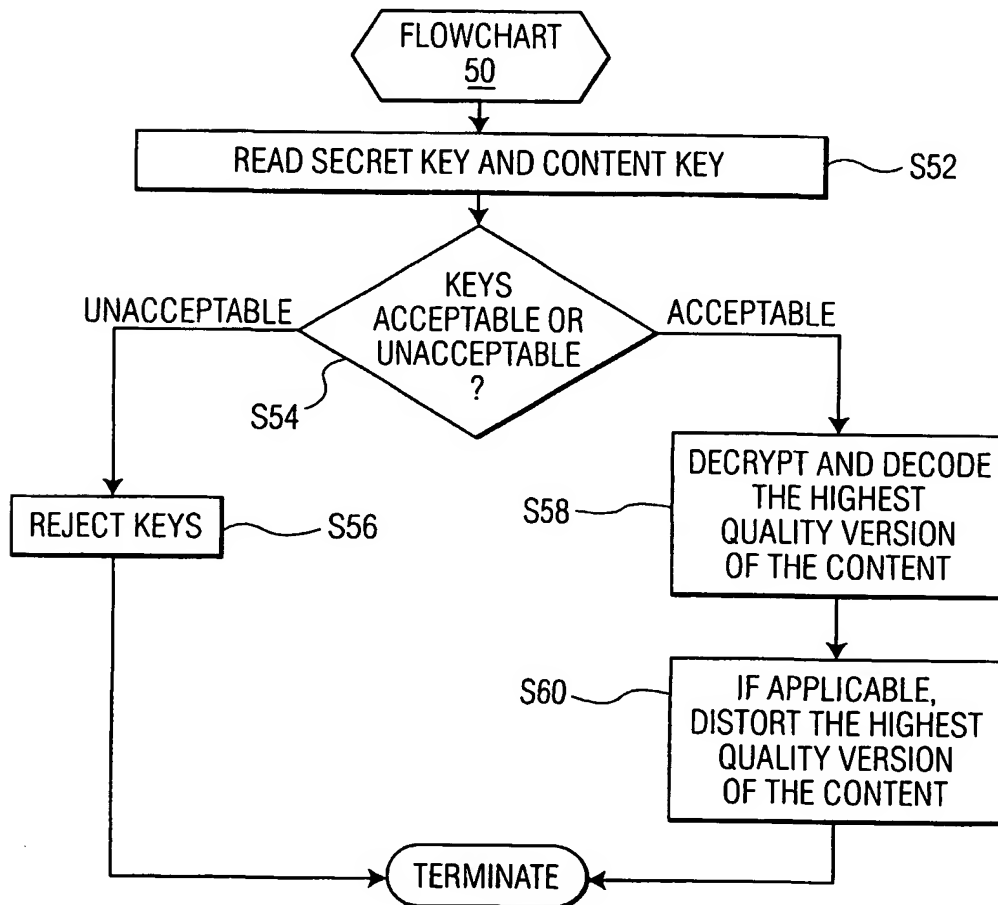 FLOWCHART
50
READ SECRET KEY AND CONTENT KEY
S52
KEYS
ACCEPTABLE OR
UNACCEPTABLE
?
UNACCEPTABLE
ACCEPTABLE
S54
REJECT KEYS
S56
DECRYPT AND DECODE
THE HIGHEST
QUALITY VERSION
OF THE CONTENT
S58
IF APPLICABLE,
DISTORT THE HIGHEST
QUALITY VERSION
OF THE CONTENT
S60
TERMINATE